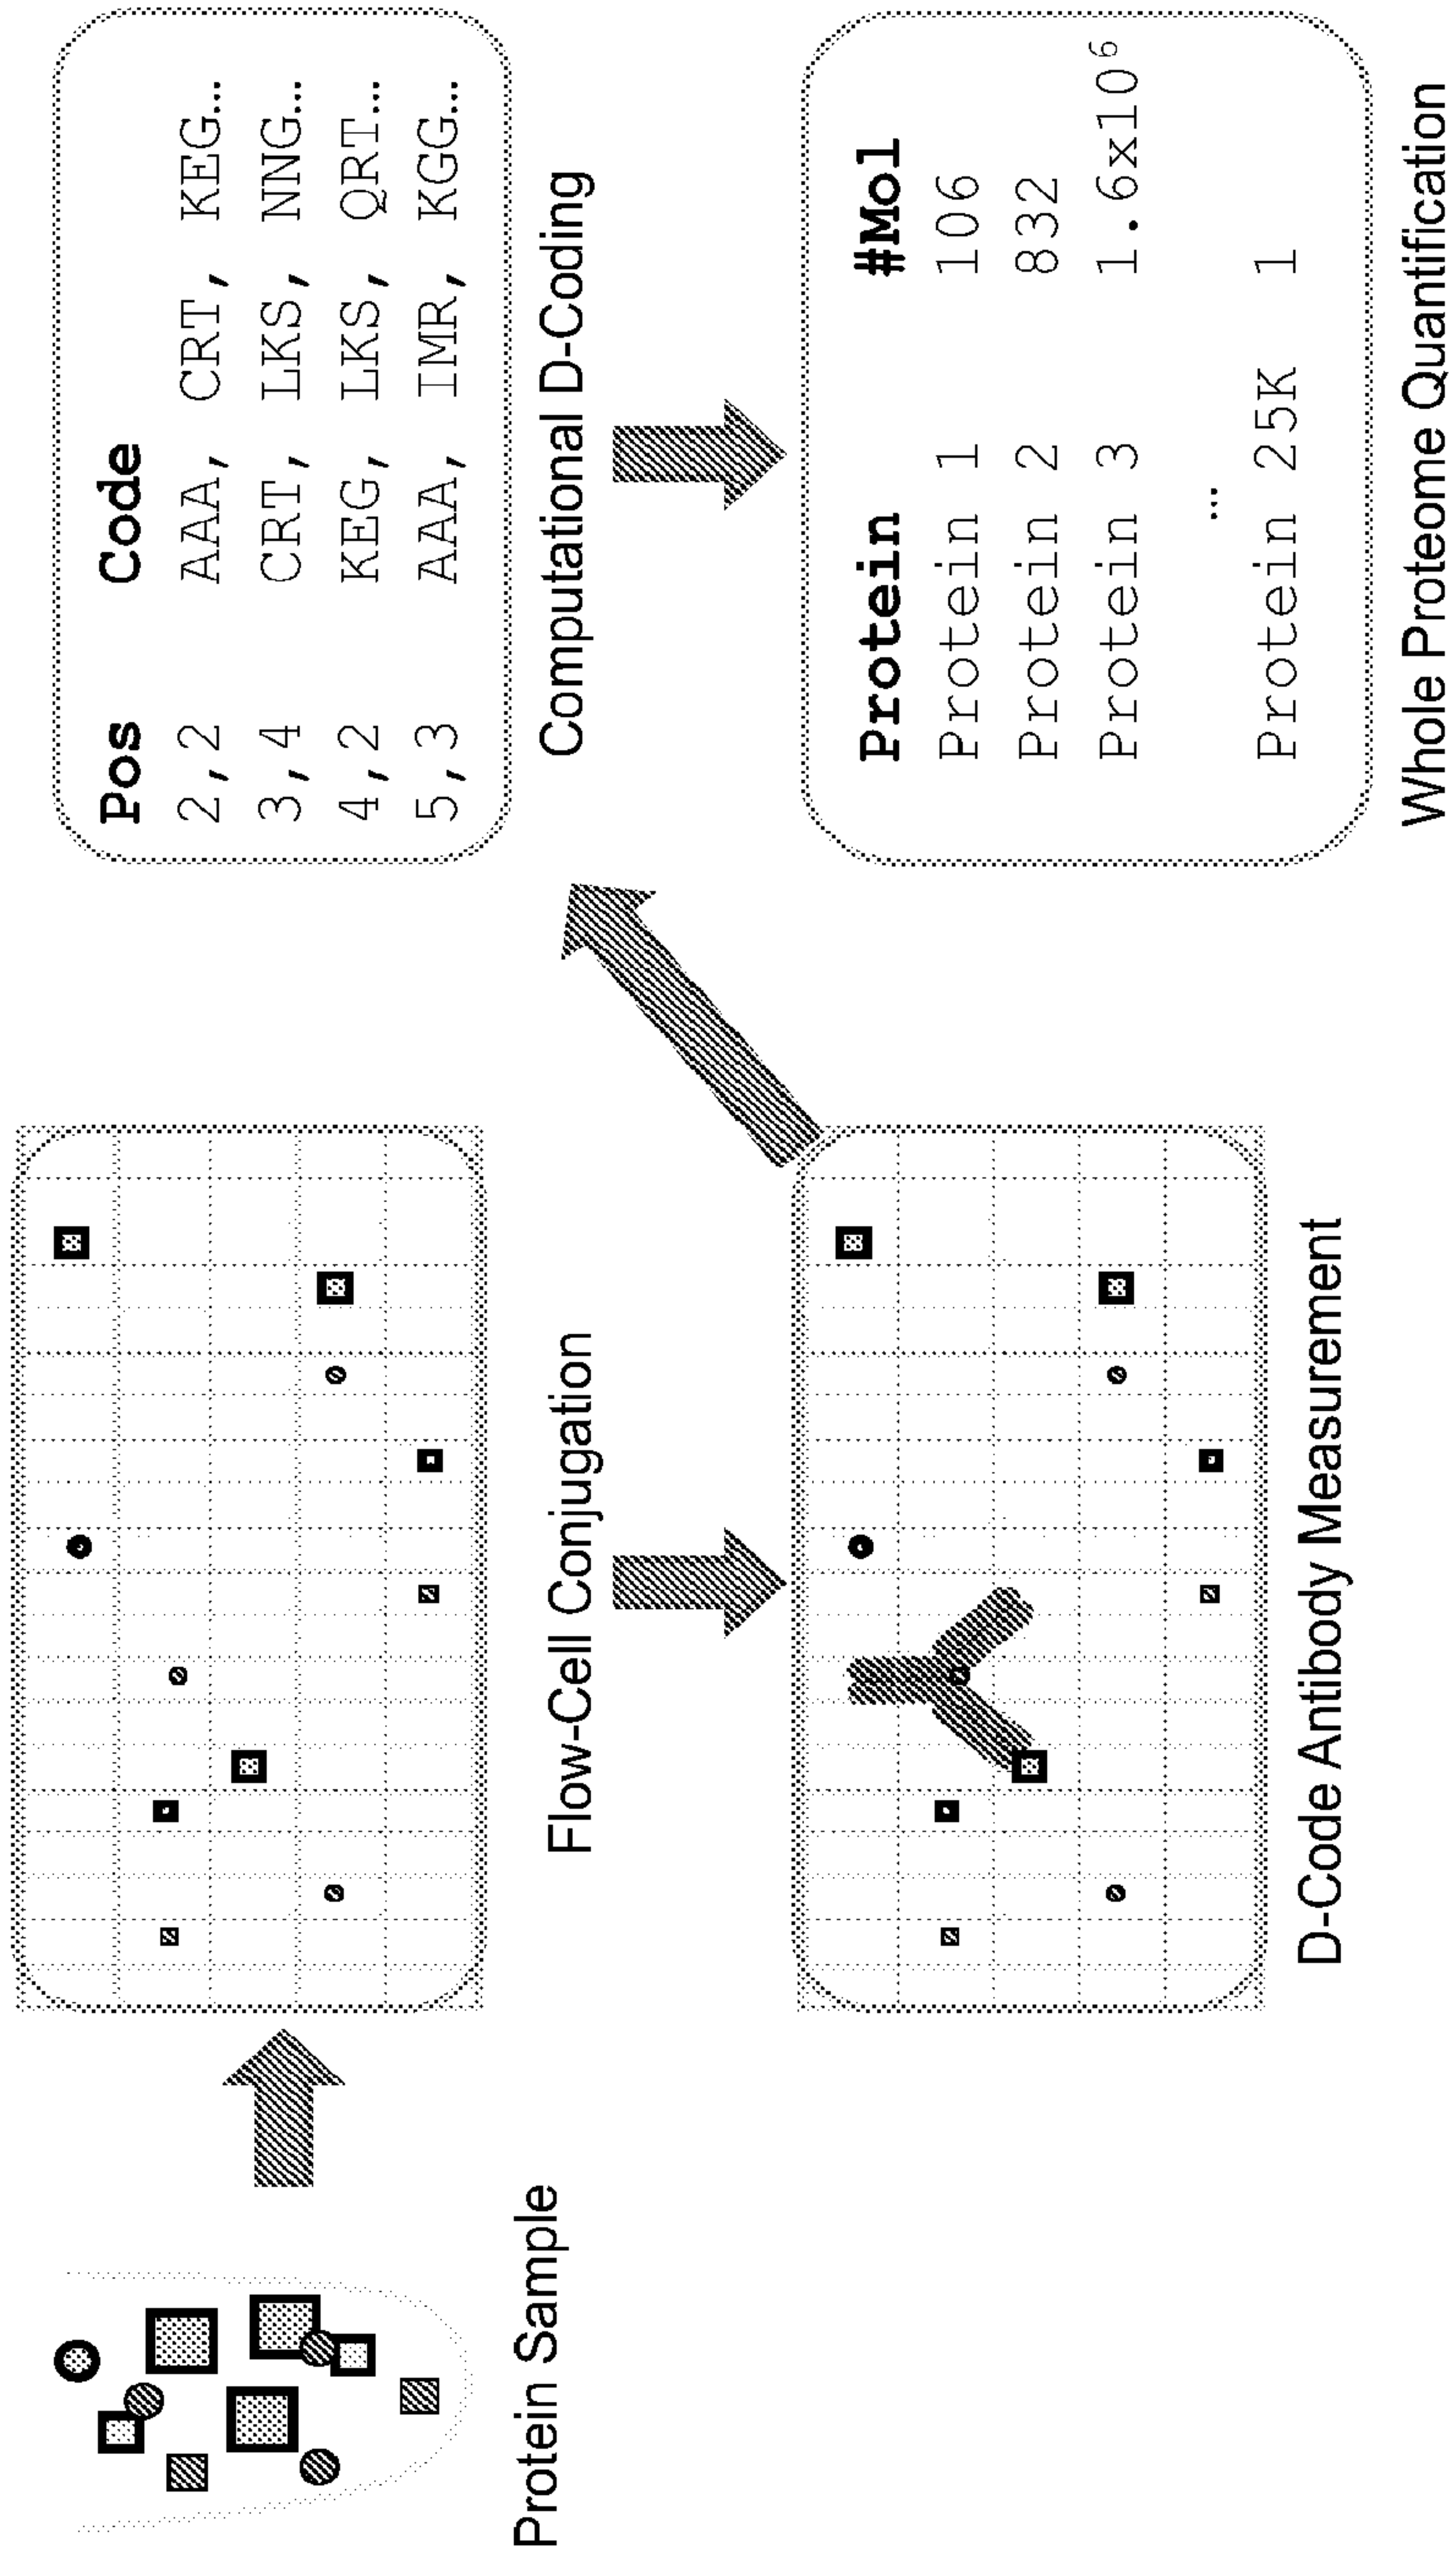 Protein Sample
Flow-Cell Conjugation
D-Code Antibody Measurement
Pos Code
2,2 AAA, CRT, KEG...
3,4 CRT, LKS, NNG...
4,2 KEG, LKS, QRT...
5,3 AAA, IMR, KGG...
Computational D-Coding
Protein #Mol
Protein 1 106
Protein 2 832
Protein 3 1.6x10⁶
...
Protein 25K 1
Whole Proteome Quantification